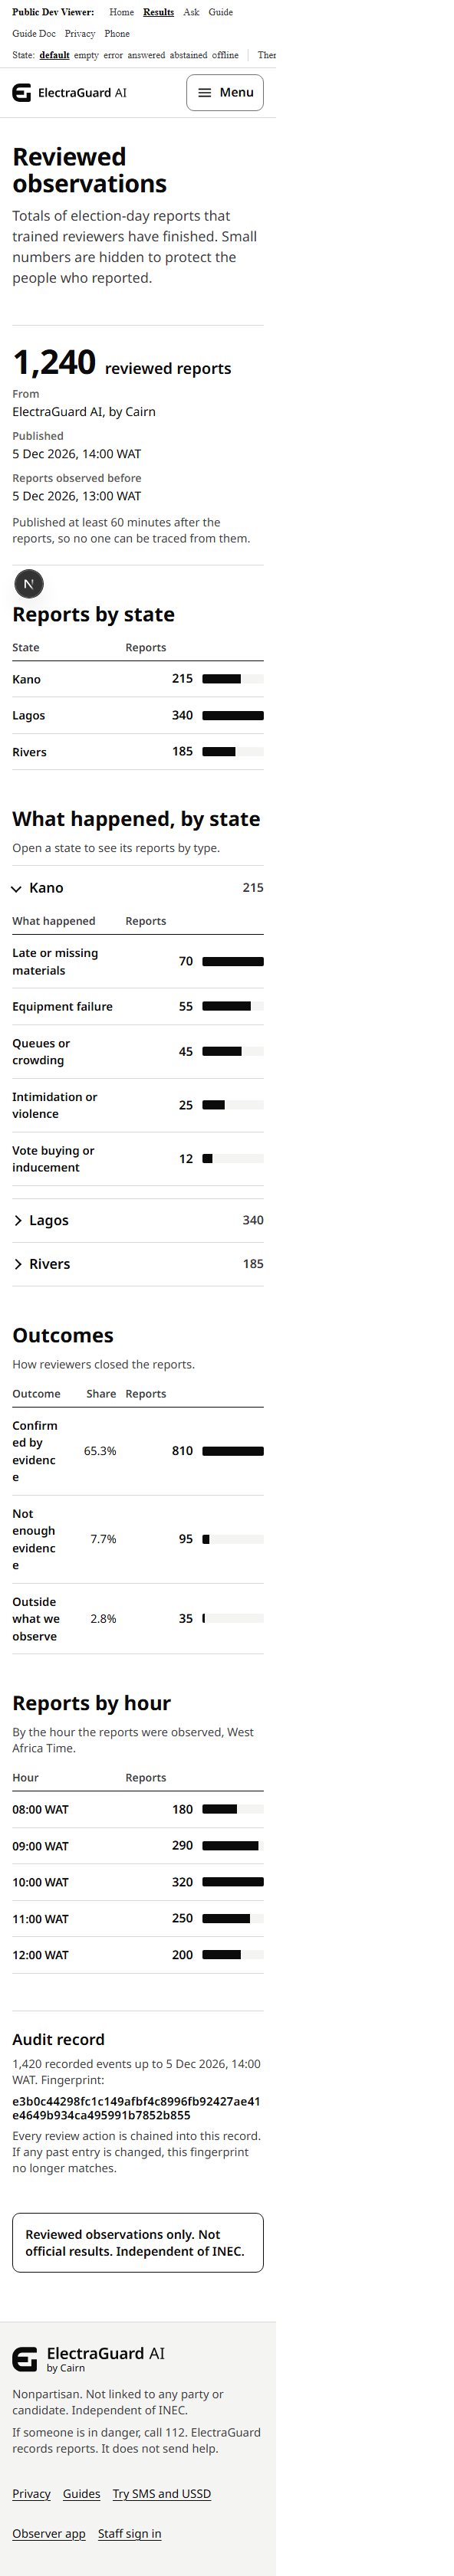 Public Dev Viewer: Home Results Ask Guide
Guide Doc Privacy Phone
State: default empty error answered abstained offline
ElectraGuard AI
Menu
Reviewed
observations
Totals of election-day reports that
trained reviewers have finished. Small
numbers are hidden to protect the
people who reported.
1,240 reviewed reports
From
ElectraGuard AI, by Cairn
Published
5 Dec 2026, 14:00 WAT
Reports observed before
5 Dec 2026, 13:00 WAT
Published at least 60 minutes after the
reports, so no one can be traced from them.
N
Reports by state
State Reports
Kano 215
Lagos 340
Rivers 185
What happened, by state
Open a state to see its reports by type.
Kano 215
What happened Reports
Late or missing
materials
70
Equipment failure 55
Queues or
crowding
45
Intimidation or
violence
25
Vote buying or
inducement
12
Lagos 340
Rivers 185
Outcomes
How reviewers closed the reports.
Outcome Share Reports
Confirm
ed by
evidenc
e
65.3% 810
Not
enough
evidenc
e
7.7% 95
Outside
what we
observe
2.8% 35
Reports by hour
By the hour the reports were observed, West
Africa Time.
Hour Reports
08:00 WAT 180
09:00 WAT 290
10:00 WAT 320
11:00 WAT 250
12:00 WAT 200
Audit record
1,420 recorded events up to 5 Dec 2026, 14:00
WAT. Fingerprint:
e3b0c44298fc1c149afbf4c8996fb92427ae41
e4649b934ca495991b7852b855
Every review action is chained into this record.
If any past entry is changed, this fingerprint
no longer matches.
Reviewed observations only. Not
official results. Independent of INEC.
ElectraGuard AI
by Cairn
Nonpartisan. Not linked to any party or
candidate. Independent of INEC.
If someone is in danger, call 112. ElectraGuard
records reports. It does not send help.
Privacy Guides Try SMS and USSD
Observer app Staff sign in